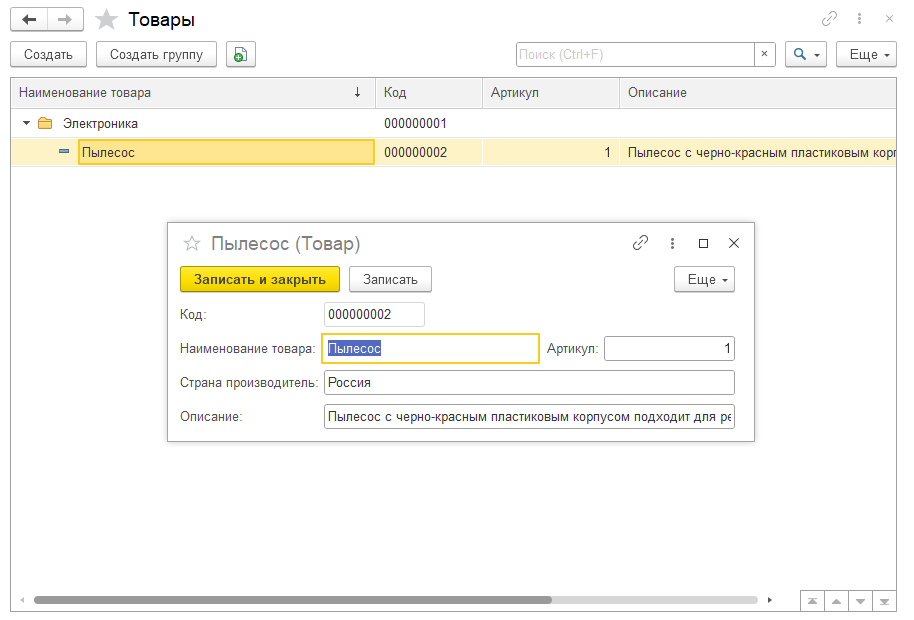 Товары
Создать Создать группу Поиск (Ctrl+F) × Еще
Наименование товара ↓ Код Артикул Описание
Электроника 000000001
Пылесос 000000002 1 Пылесос с черно-красным пластиковым кор
Пылесос (Товар)
Записать и закрыть Записать Еще
Код: 000000002
Наименование товара: Пылесос Артикул: 1
Страна производитель: Россия
Описание: Пылесос с черно-красным пластиковым корпусом подходит для ре